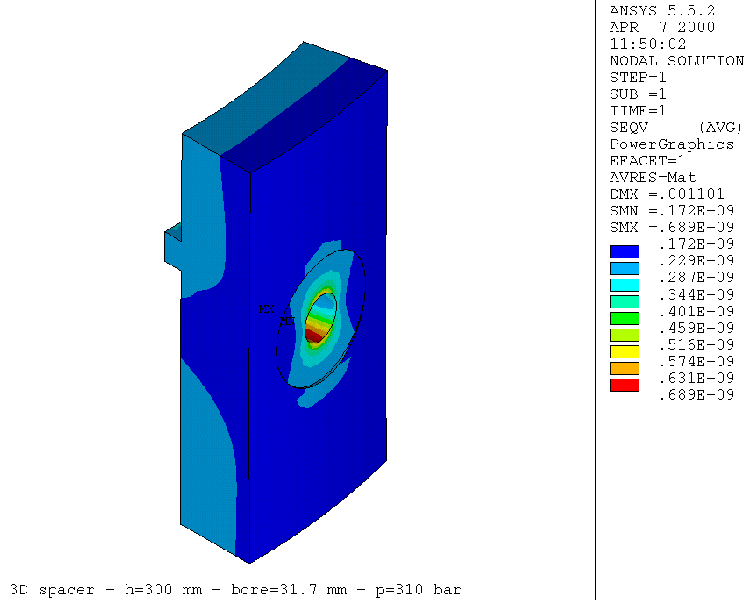 ANSYS 5.5.2
APR 7 2000
11:50:02
NODAL SOLUTION
STEP=1
SUB =1
TIME=1
SEQV (AVG)
PowerGraphics
EFACET=1
AVRES=Mat
DMX =.001101
SMN =.172E-09
SMX =.689E-09
.172E-09
.229E-09
.287E-09
.344E-09
.401E-09
.459E-09
.516E-09
.574E-09
.631E-09
.689E-09
MX
MN
3D spacer - h=300 mm - bore=31.7 mm - p=310 bar